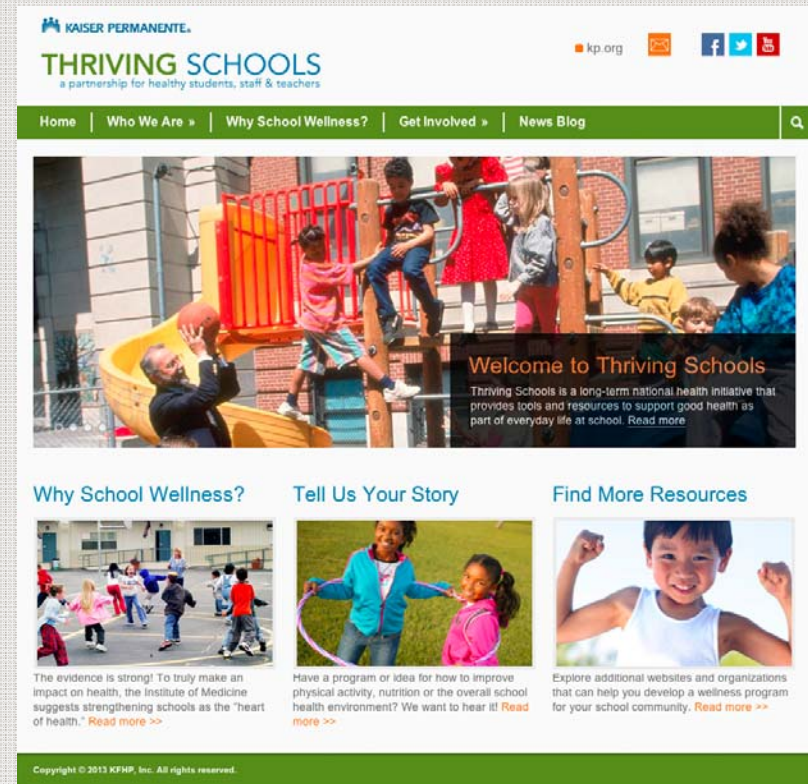 KAISER PERMANENTE®
THRIVING SCHOOLS
a partnership for healthy students, staff & teachers
kp.org
You
Tube
Home
Who We Are »
Why School Wellness?
Get Involved »
News Blog
Welcome to Thriving Schools
Thriving Schools is a long-term national health initiative that
provides tools and resources to support good health as
part of everyday life at school. Read more
Why School Wellness?
The evidence is strong! To truly make an
impact on health, the Institute of Medicine
suggests strengthening schools as the "heart
of health." Read more >>
Tell Us Your Story
Have a program or idea for how to improve
physical activity, nutrition or the overall school
health environment? We want to hear it! Read
more >>
Find More Resources
Explore additional websites and organizations
that can help you develop a wellness program
for your school community. Read more >>
Copyright © 2013 KFHP, Inc. All rights reserved.